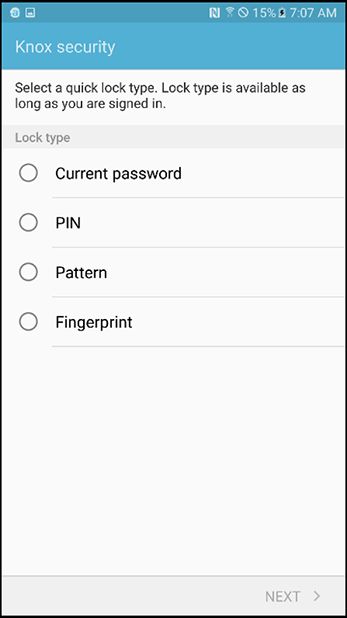 15% 7:07 AM
Knox security
Select a quick lock type. Lock type is available as
long as you are signed in.
Lock type
Current password
PIN
Pattern
Fingerprint
NEXT